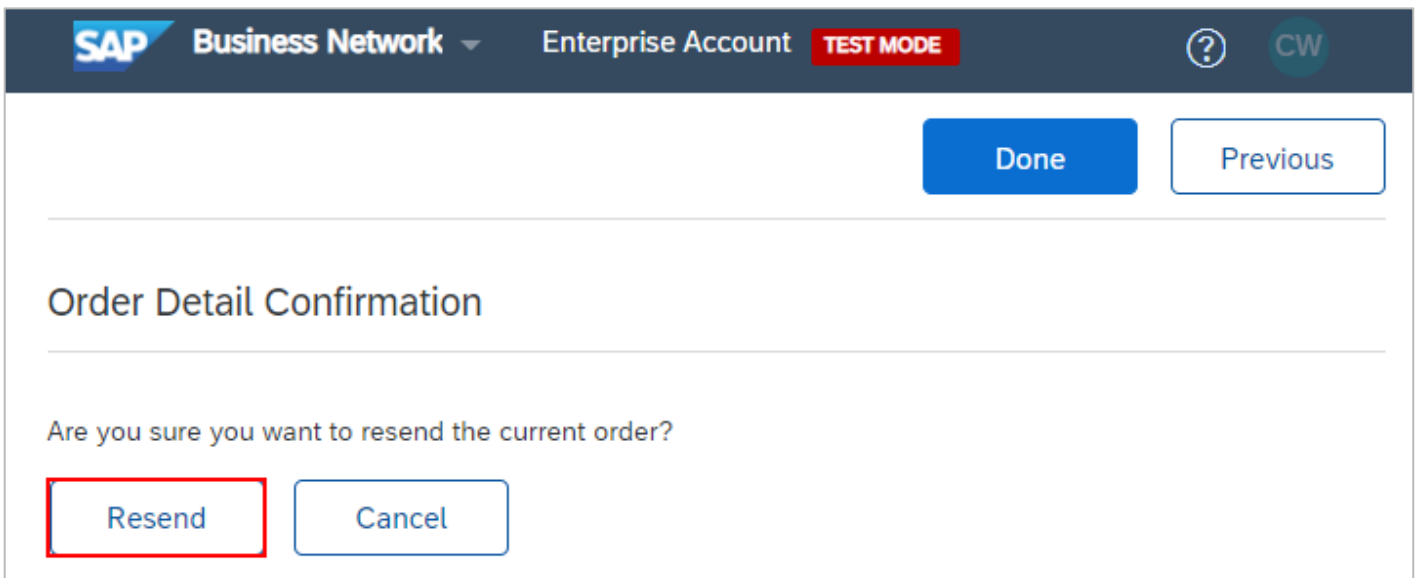 SAP Business Network Enterprise Account TEST MODE ? CW
Done Previous
Order Detail Confirmation
Are you sure you want to resend the current order?
Resend Cancel